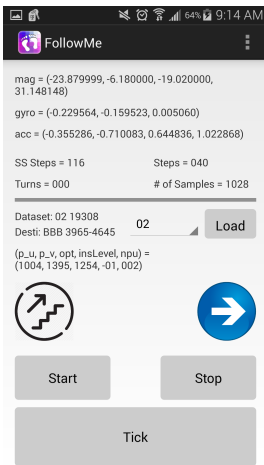 64% 9:14 AM
FollowMe
mag = (-23.879999, -6.180000, -19.020000,
31.148148)
gyro = (-0.229564, -0.159523, 0.005060)
acc = (-0.355286, -0.710083, 0.644836, 1.022868)
SS Steps = 116 Steps = 040
Turns = 000 # of Samples = 1028
Dataset: 02 19308
Desti: BBB 3965-4645
02
Load
(p_u, p_v, opt, insLevel, npu) =
(1004, 1395, 1254, -01, 002)
Start Stop
Tick